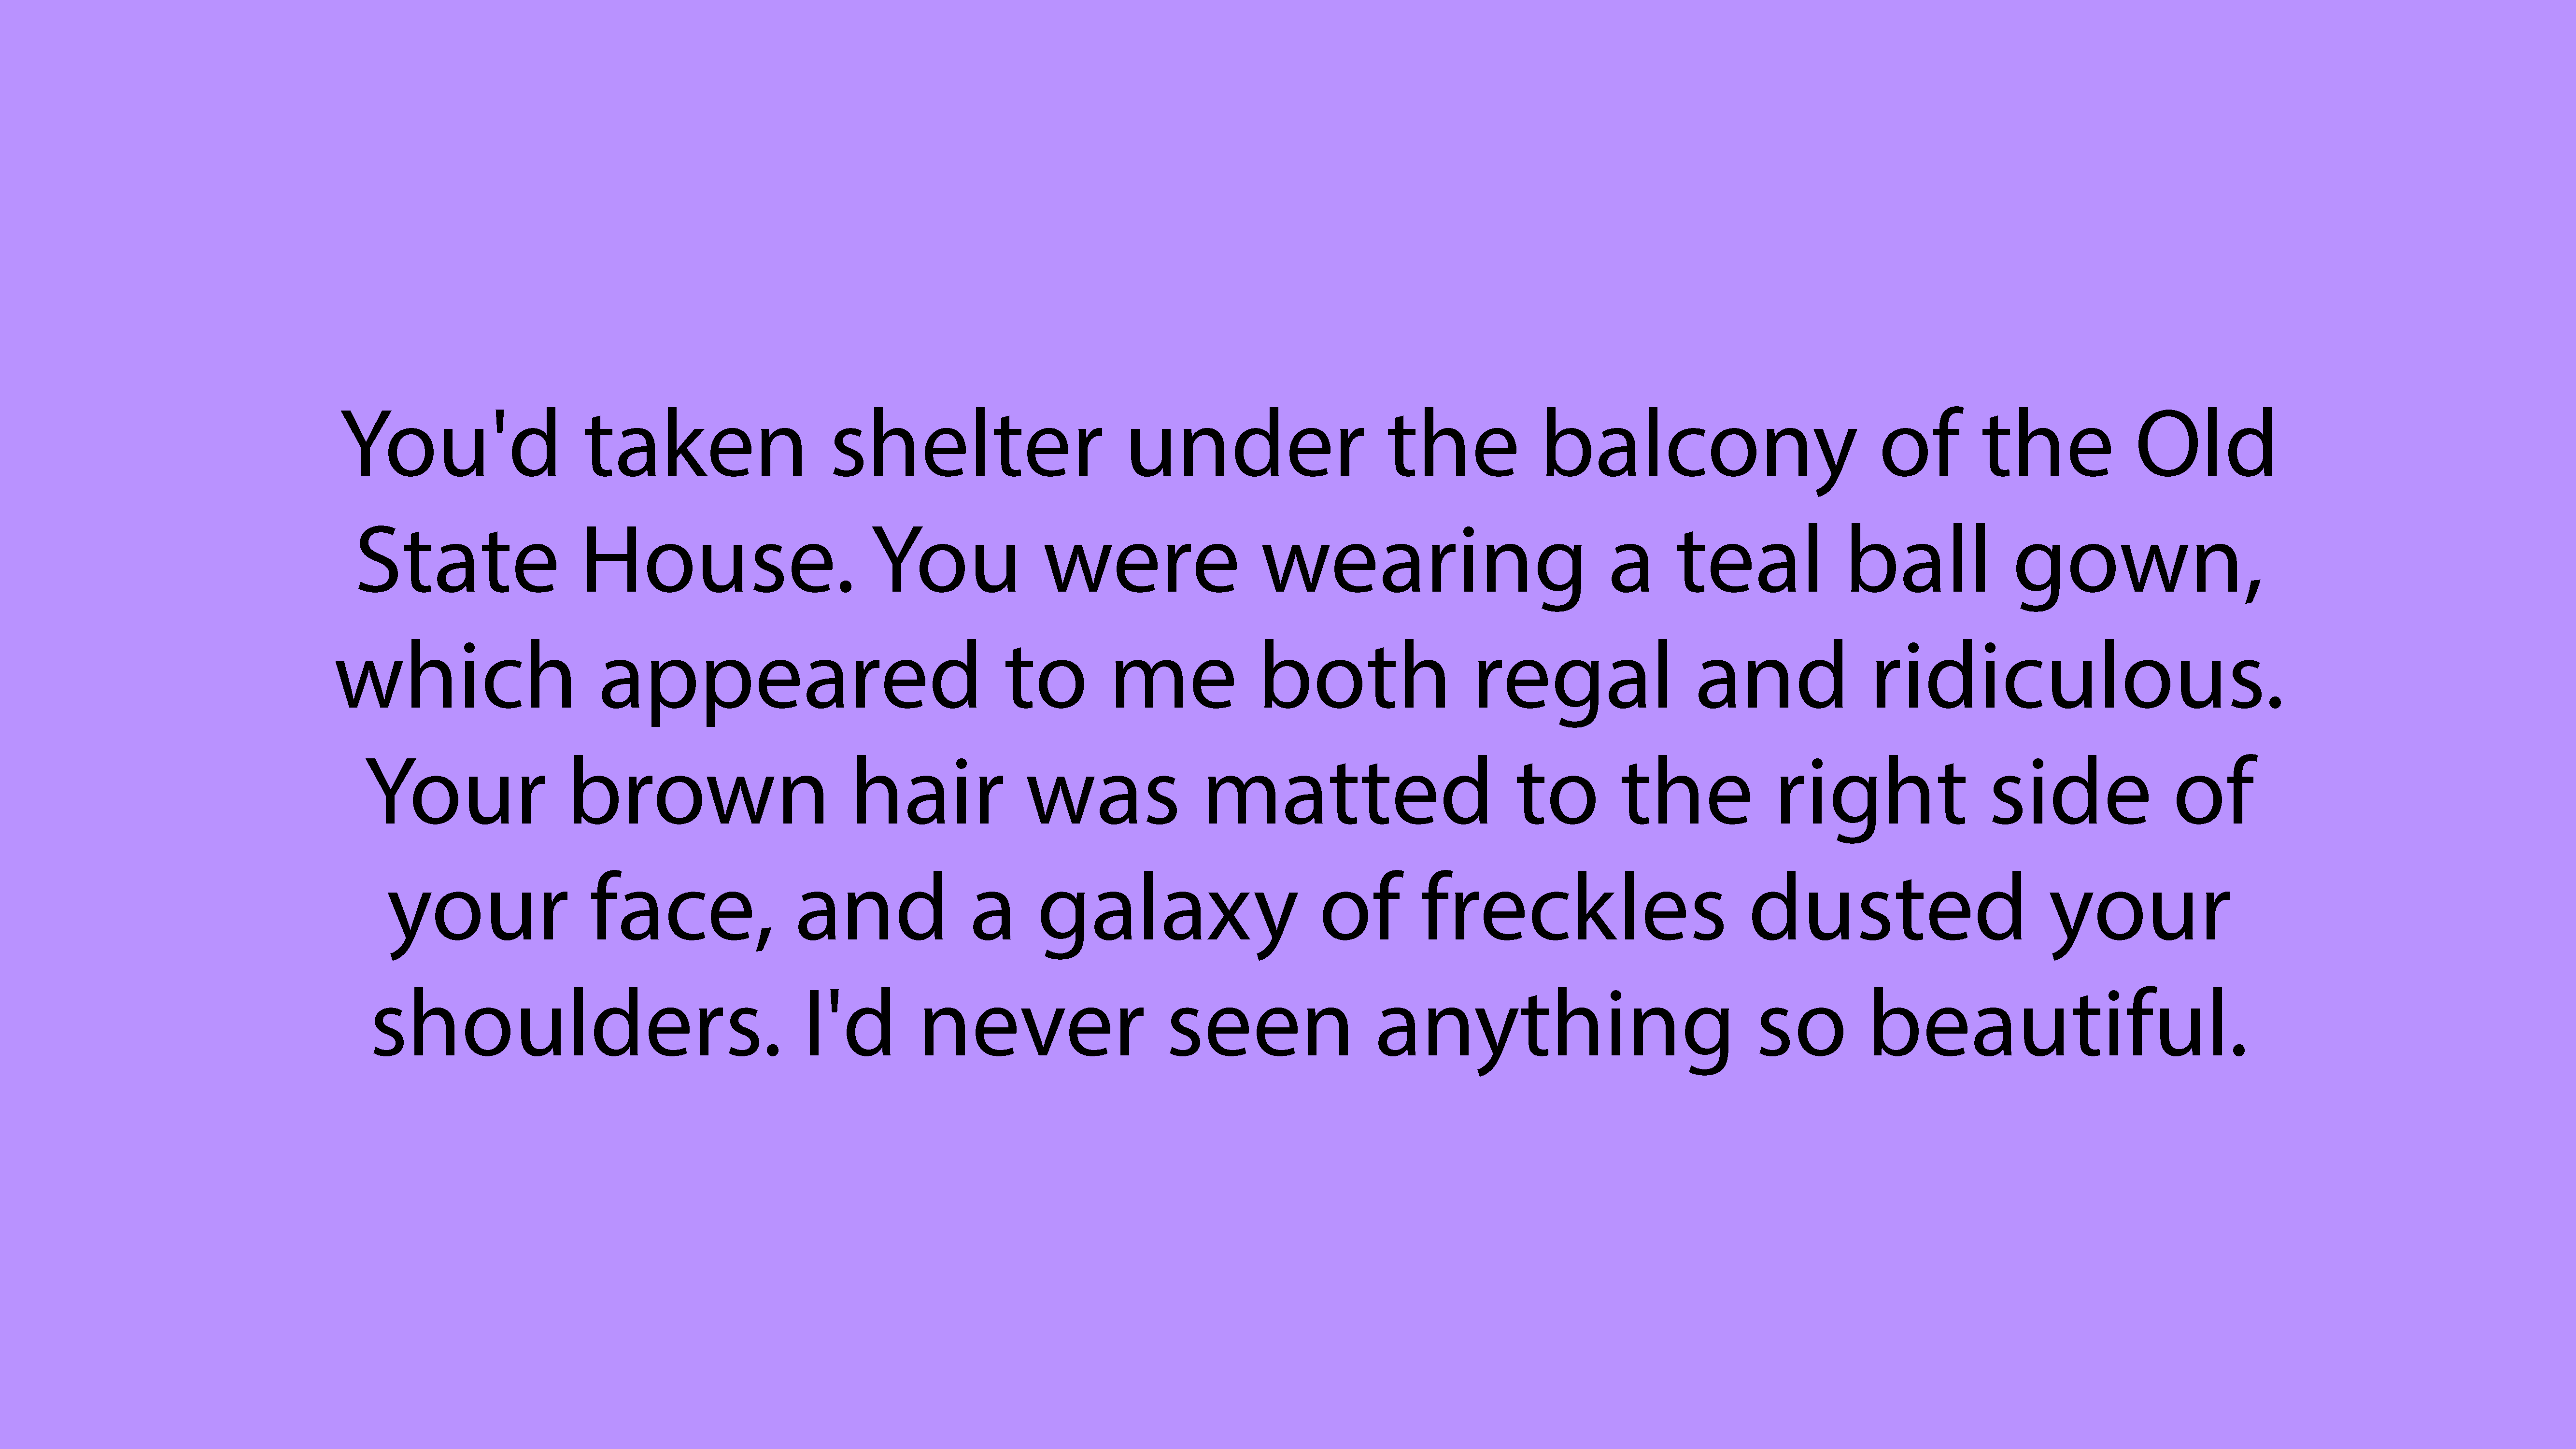 You'd taken shelter under the balcony of the Old
State House. You were wearing a teal ball gown,
which appeared to me both regal and ridiculous.
Your brown hair was matted to the right side of
your face, and a galaxy of freckles dusted your
shoulders. I'd never seen anything so beautiful.